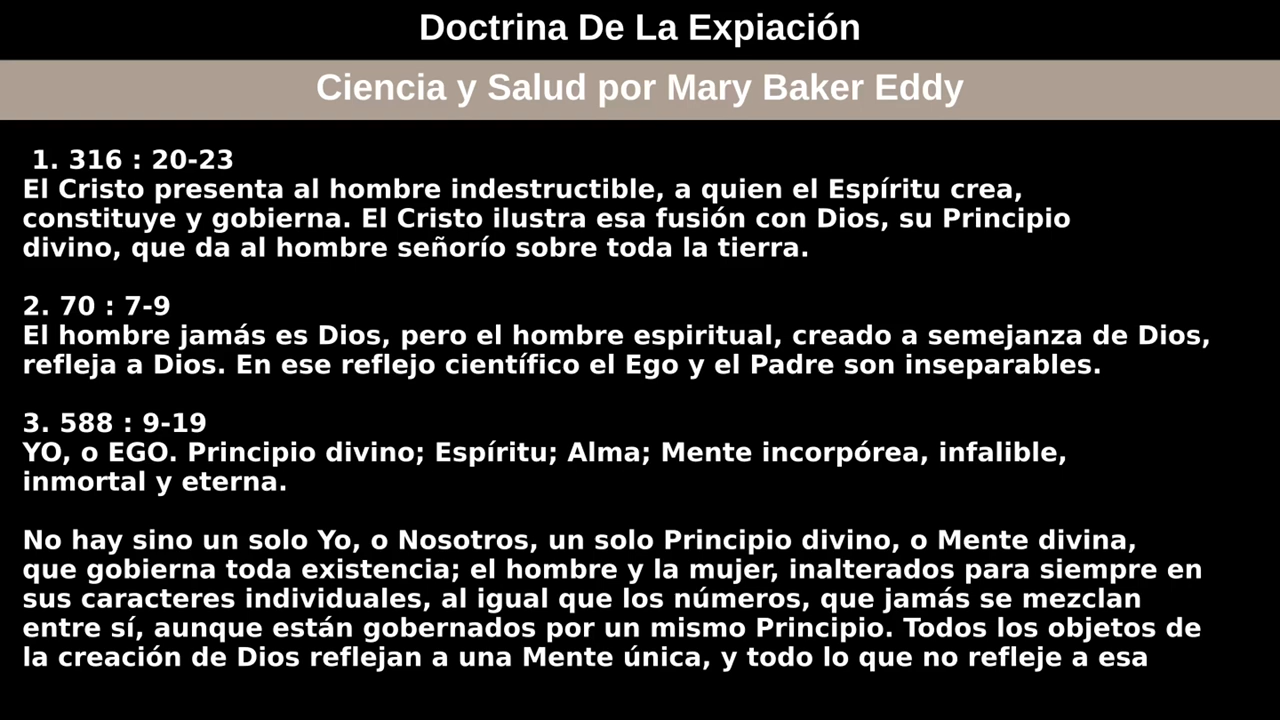 Doctrina De La Expiación
Ciencia y Salud por Mary Baker Eddy
1. 316 : 20-23
El Cristo presenta al hombre indestructible, a quien el Espíritu crea,
constituye y gobierna. El Cristo ilustra esa fusión con Dios, su Principio
divino, que da al hombre señorío sobre toda la tierra.
2. 70 : 7-9
El hombre jamás es Dios, pero el hombre espiritual, creado a semejanza de Dios,
refleja a Dios. En ese reflejo científico el Ego y el Padre son inseparables.
3. 588 : 9-19
YO, o EGO. Principio divino; Espíritu; Alma; Mente incorpórea, infalible,
inmortal y eterna.
No hay sino un solo Yo, o Nosotros, un solo Principio divino, o Mente divina,
que gobierna toda existencia; el hombre y la mujer, inalterados para siempre en
sus caracteres individuales, al igual que los números, que jamás se mezclan
entre sí, aunque están gobernados por un mismo Principio. Todos los objetos de
la creación de Dios reflejan a una Mente única, y todo lo que no refleje a esa